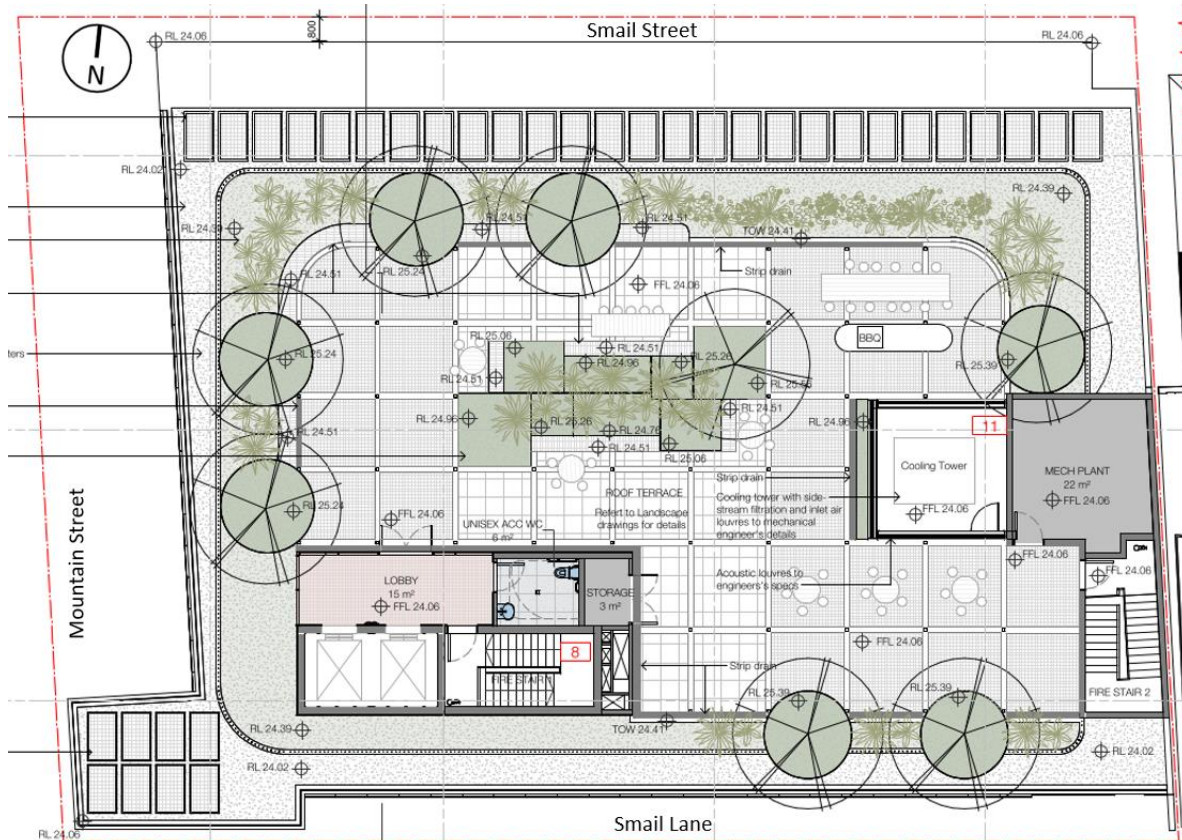 Smail Street
RL 24.06
800
RL 24.06
N
RL 24.02
RL 24.39
RL 24.39
RL 24.51
RL 24.51
TOW 24.41
RL 24.51
RL 25.24
Strip drain
FFL 24.06
RL 25.06
RL 24.51
BBQ
ters
RL 25.24
RL 24.96
RL 25.26
RL 25.39
RL 24.51
RL 24.96
RL 24.51
RL 24.96
RL 25.26
RL 24.76
11
RL 24.51
RL 24.51
RL 25.06
Cooling Tower
MECH PLANT
22 m²
FFL 24.06
Strip drain
ROOF TERRACE
Refert to Landscape
drawings for details
Cooling tower with side-
stream filtration and inlet air
louvres to mechanical
engineer's details
RL 25.24
FFL 24.06
FFL 24.06
UNISEX ACC WC
6 m²
FFL 24.06
Mountain Street
LOBBY
15 m²
FFL 24.06
STORAGE
3 m²
Acoustic louvres to
engineer's specs
FFL 24.06
FFL 24.06
8
FIRE STAIR 1
Strip drain
RL 25.39
RL 25.39
FIRE STAIR 2
RL 24.39
TOW 24.41
RL 24.02
RL 24.02
RL 24.06
Smail Lane